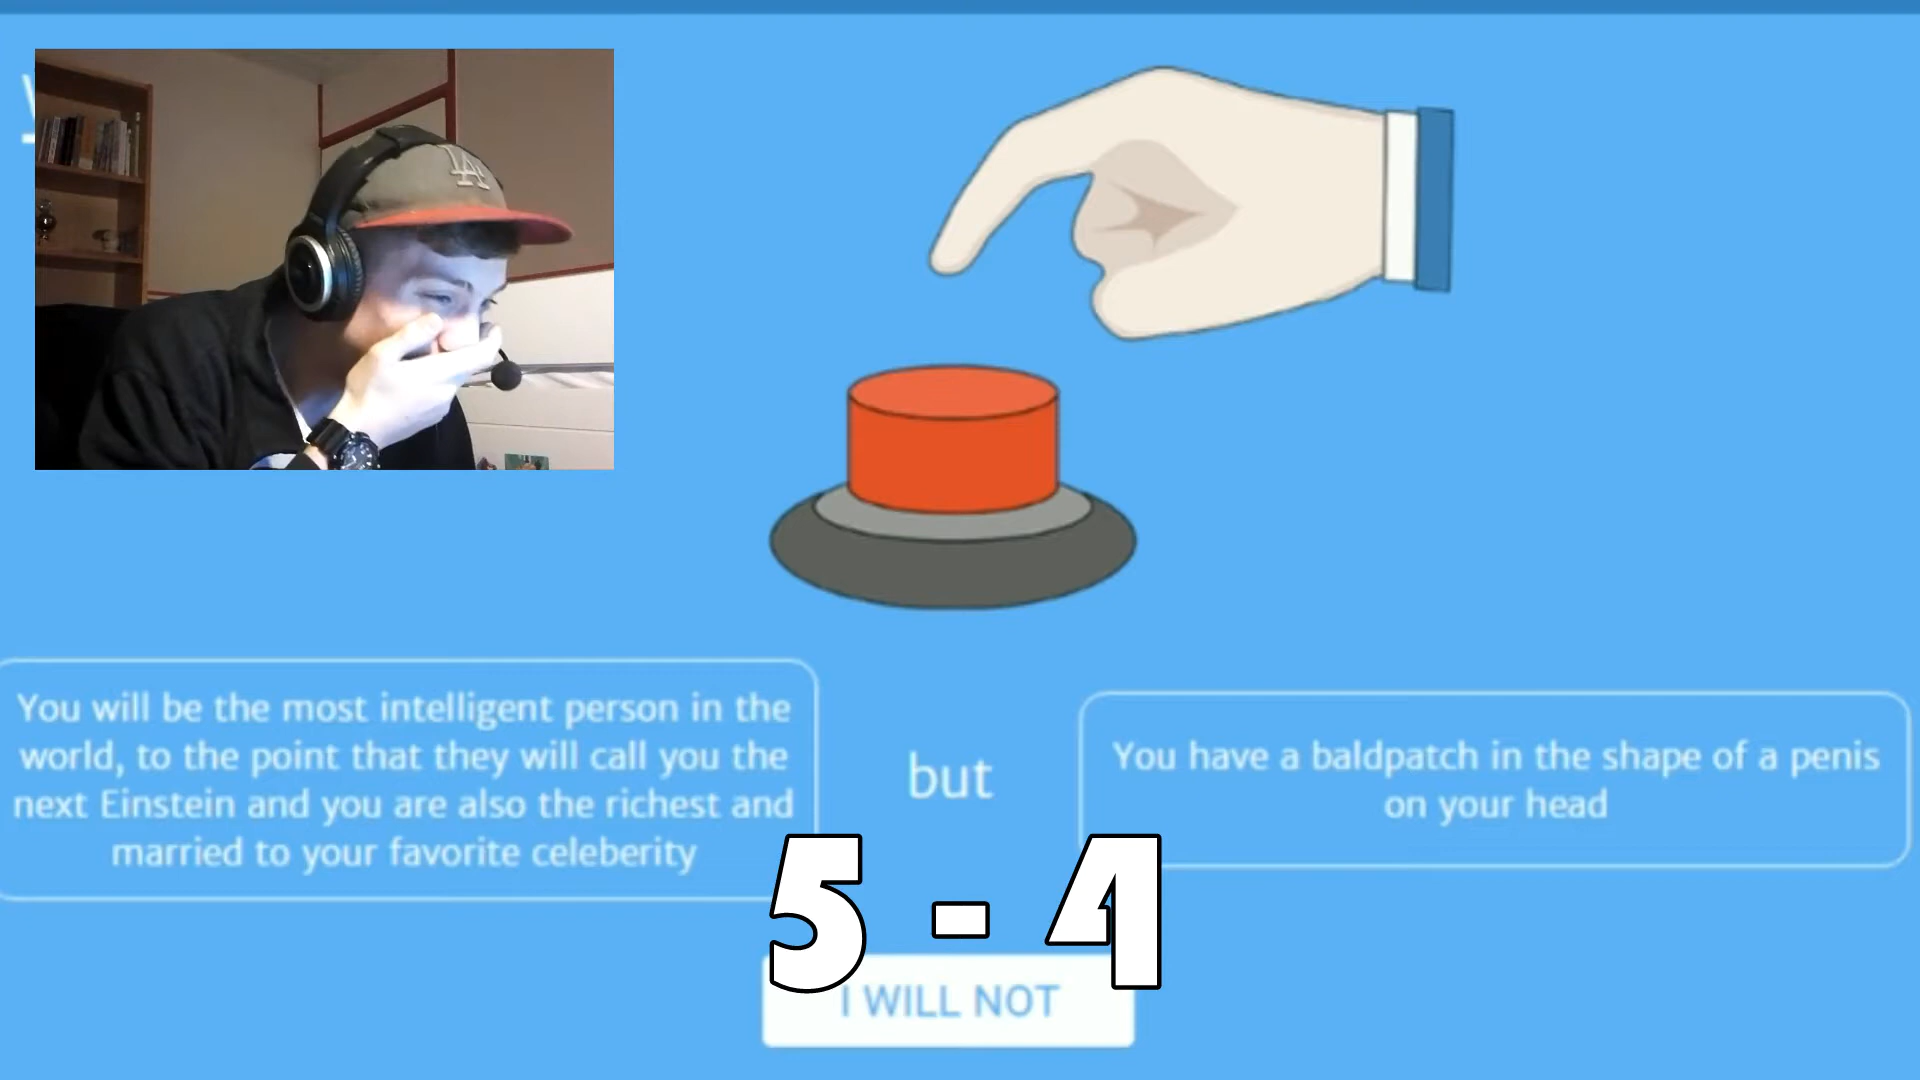 LA
You will be the most intelligent person in the
world, to the point that they will call you the
next Einstein and you are also the richest and
married to your favorite celeberity
but
You have a baldpatch in the shape of a penis
on your head
5 - 4
I WILL NOT